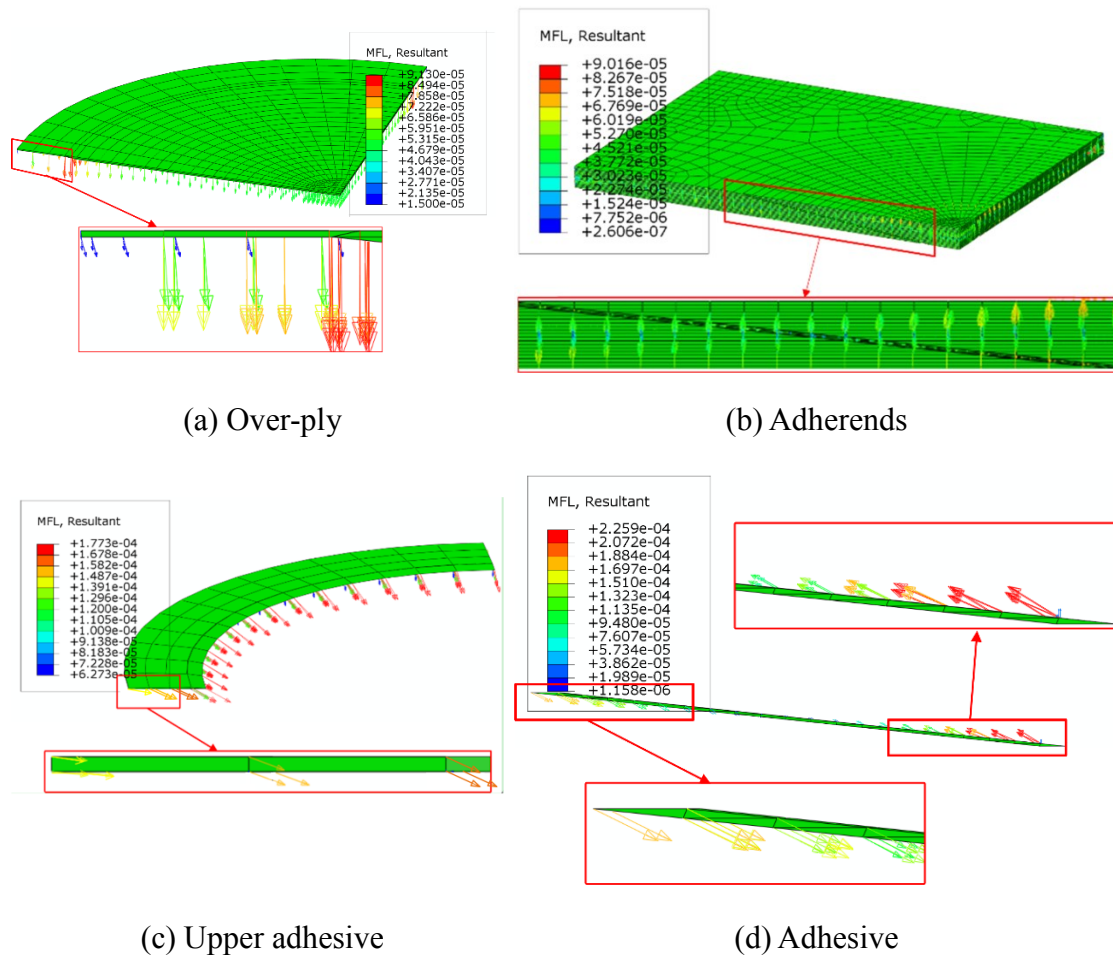 MFL, Resultant
+9.130e-05
+8.494e-05
+7.858e-05
+7.222e-05
+6.586e-05
+5.951e-05
+5.315e-05
+4.679e-05
+4.043e-05
+3.407e-05
+2.771e-05
+2.135e-05
+1.500e-05
(a) Over-ply
MFL, Resultant
+9.016e-05
+8.267e-05
+7.518e-05
+6.769e-05
+6.019e-05
+5.270e-05
+4.521e-05
+3.772e-05
+3.023e-05
+2.274e-05
+1.524e-05
+7.752e-06
+2.606e-07
(b) Adherends
MFL, Resultant
+1.773e-04
+1.678e-04
+1.582e-04
+1.487e-04
+1.391e-04
+1.296e-04
+1.200e-04
+1.105e-04
+1.009e-04
+9.138e-05
+8.183e-05
+7.228e-05
+6.273e-05
(c) Upper adhesive
MFL, Resultant
+2.259e-04
+2.072e-04
+1.884e-04
+1.697e-04
+1.510e-04
+1.323e-04
+1.135e-04
+9.480e-05
+7.607e-05
+5.734e-05
+3.862e-05
+1.989e-05
+1.158e-06
(d) Adhesive